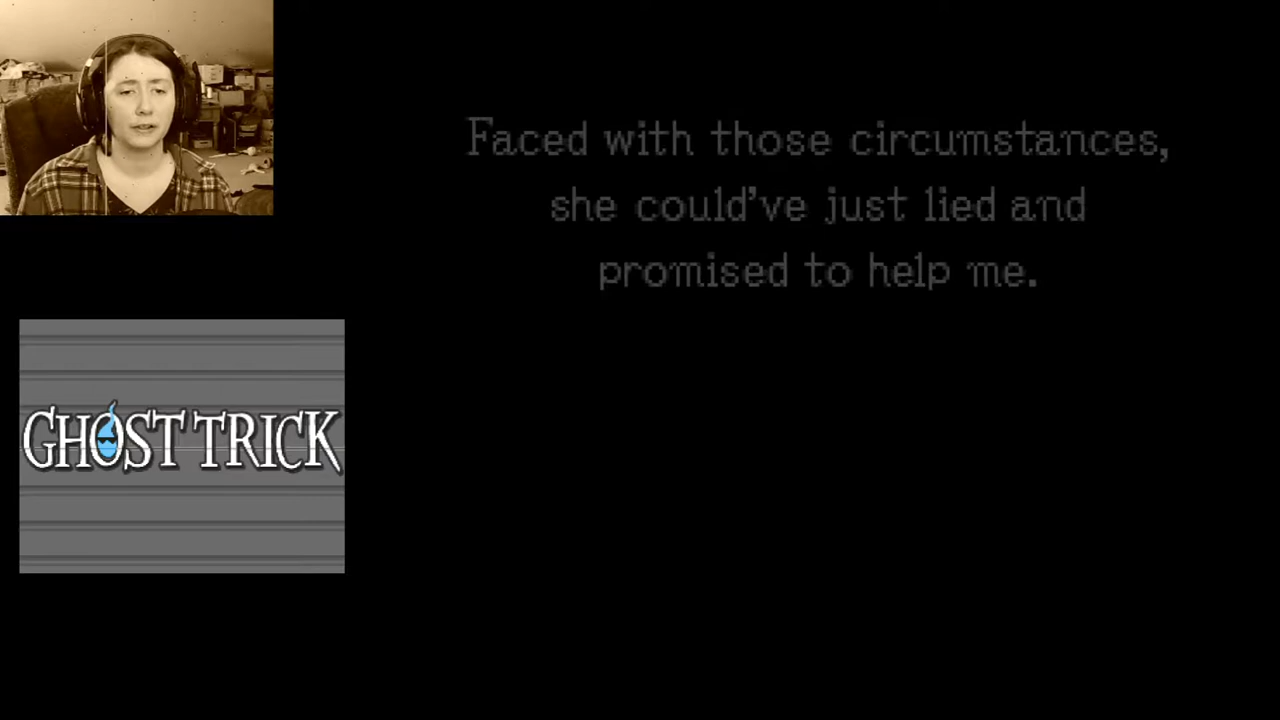 Faced with those circumstances,
she could've just lied and
promised to help me.
GHOST TRICK